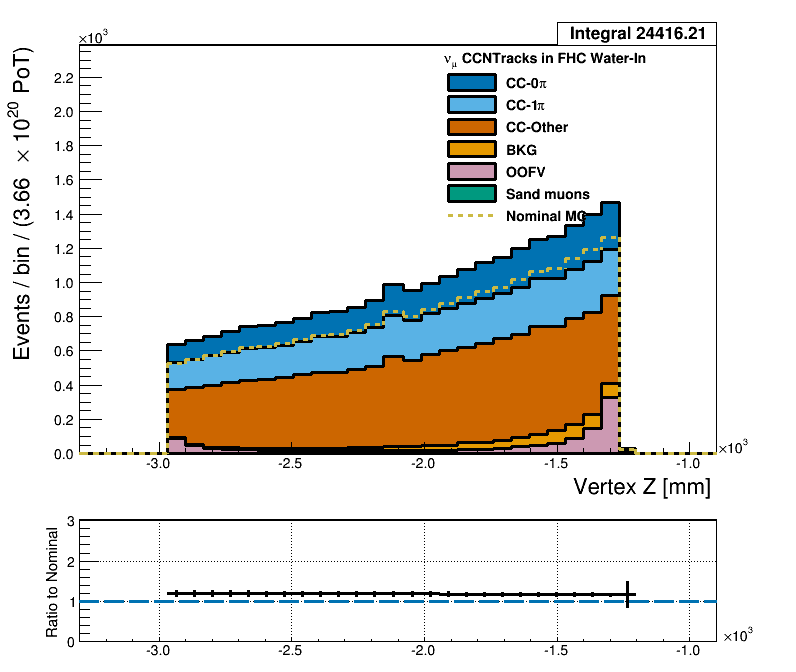 Integral 24416.21
×10³
ν_μ CCNTracks in FHC Water-In
CC-0π
CC-1π
CC-Other
BKG
OOFV
Sand muons
Nominal MC
Events / bin / (3.66 × 10²⁰ PoT)
2.2
2.0
1.8
1.6
1.4
1.2
1.0
0.8
0.6
0.4
0.2
0.0
-3.0 -2.5 -2.0 -1.5 -1.0
×10³
Vertex Z [mm]
Ratio to Nominal
3
2
1
0
-3.0 -2.5 -2.0 -1.5 -1.0
×10³